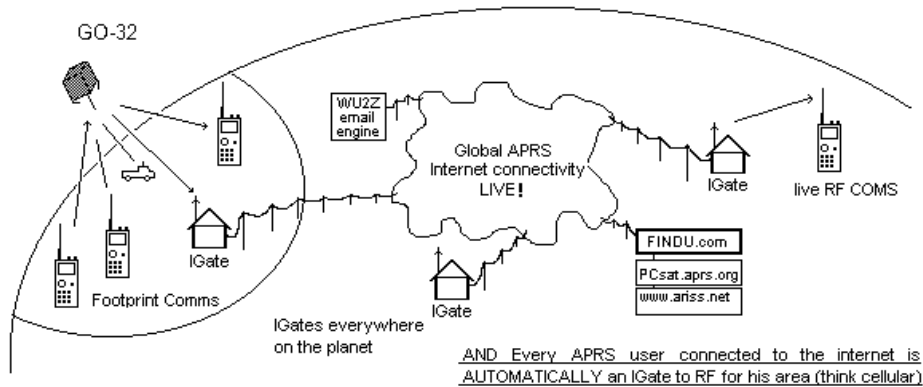 GO-32
WU2Z
email
engine
Global APRS
Internet connectivity
LIVE!
IGate
live RF COMS
IGate
FINDU.com
PCsat.aprs.org
www.ariss.net
Footprint Comms
IGate
IGates everywhere
on the planet
AND Every APRS user connected to the internet is
AUTOMATICALLY an IGate to RF for his area (think cellular)